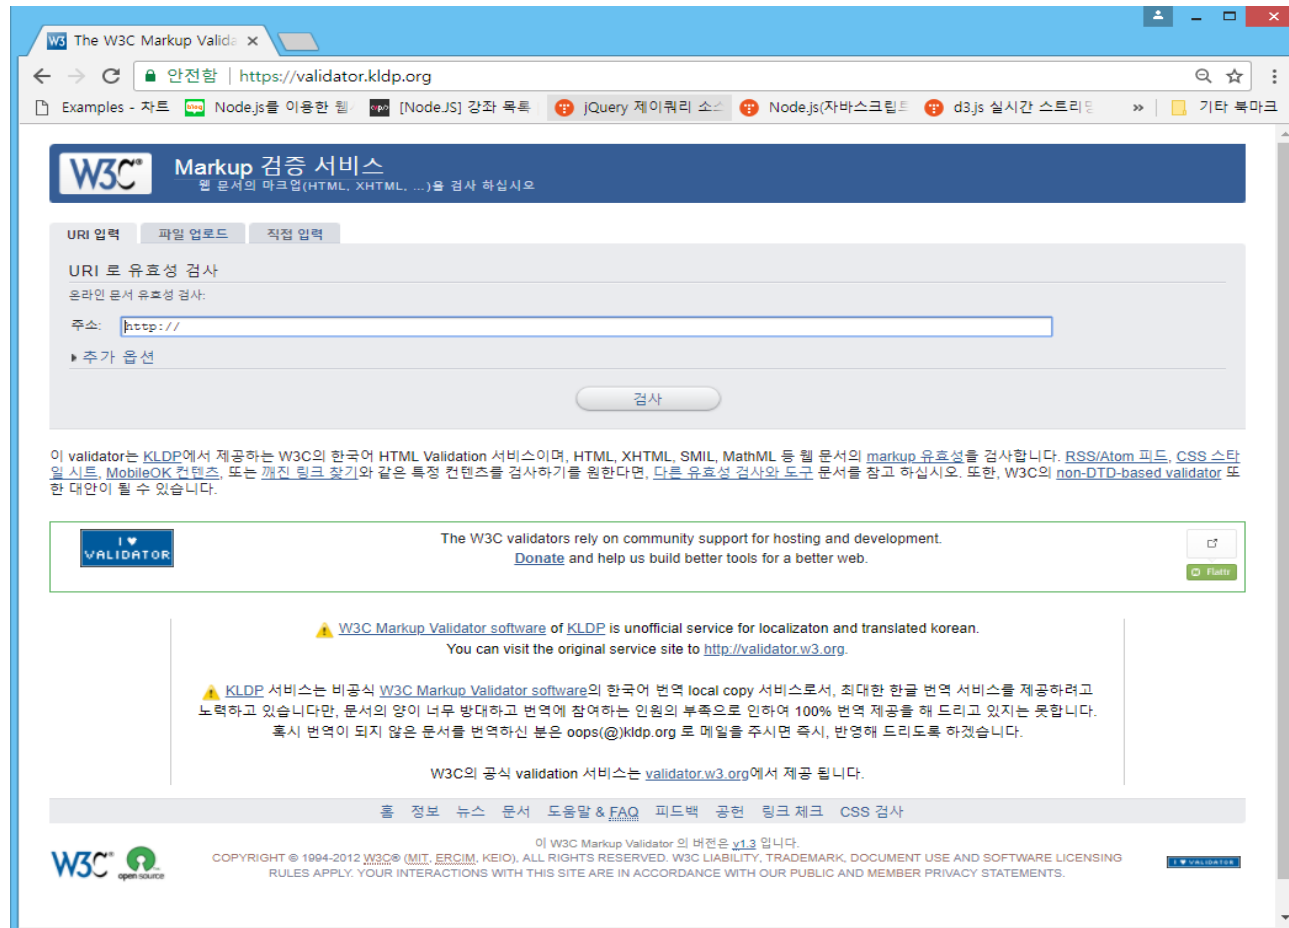 W3 The W3C Markup Valida
안전함 | https://validator.kldp.org
Examples - 차트 blog Node.js를 이용한 웹 [Node.JS] 강좌 목록 jQuery 제이쿼리 소스 Node.js(자바스크립트 d3.js 실시간 스트리밍 » 기타 북마크
W3C® Markup 검증 서비스
웹 문서의 마크업(HTML, XHTML, ...)을 검사 하십시오
URI 입력 파일 업로드 직접 입력
URI 로 유효성 검사
온라인 문서 유효성 검사:
주소: http://
추가 옵션
검사
이 validator는 KLDP에서 제공하는 W3C의 한국어 HTML Validation 서비스이며, HTML, XHTML, SMIL, MathML 등 웹 문서의 markup 유효성을 검사합니다. RSS/Atom 피드, CSS 스타
일 시트, MobileOK 컨텐츠, 또는 깨진 링크 찾기와 같은 특정 컨텐츠를 검사하기를 원한다면, 다른 유효성 검사와 도구 문서를 참고 하십시오. 또한, W3C의 non-DTD-based validator 또
한 대안이 될 수 있습니다.
I ♥
VALIDATOR
The W3C validators rely on community support for hosting and development.
Donate and help us build better tools for a better web.
Flattr
W3C Markup Validator software of KLDP is unofficial service for localizaton and translated korean.
You can visit the original service site to http://validator.w3.org.
KLDP 서비스는 비공식 W3C Markup Validator software의 한국어 번역 local copy 서비스로서, 최대한 한글 번역 서비스를 제공하려고
노력하고 있습니다만, 문서의 양이 너무 방대하고 번역에 참여하는 인원의 부족으로 인하여 100% 번역 제공을 해 드리고 있지는 못합니다.
혹시 번역이 되지 않은 문서를 번역하신 분은 oops(@)kldp.org 로 메일을 주시면 즉시, 반영해 드리도록 하겠습니다.
W3C의 공식 validation 서비스는 validator.w3.org에서 제공 됩니다.
홈 정보 뉴스 문서 도움말 & FAQ 피드백 공헌 링크 체크 CSS 검사
이 W3C Markup Validator 의 버전은 v1.3 입니다.
W3C® open source COPYRIGHT © 1994-2012 W3C® (MIT, ERCIM, KEIO), ALL RIGHTS RESERVED. W3C LIABILITY, TRADEMARK, DOCUMENT USE AND SOFTWARE LICENSING
RULES APPLY. YOUR INTERACTIONS WITH THIS SITE ARE IN ACCORDANCE WITH OUR PUBLIC AND MEMBER PRIVACY STATEMENTS.
I ♥ VALIDATOR